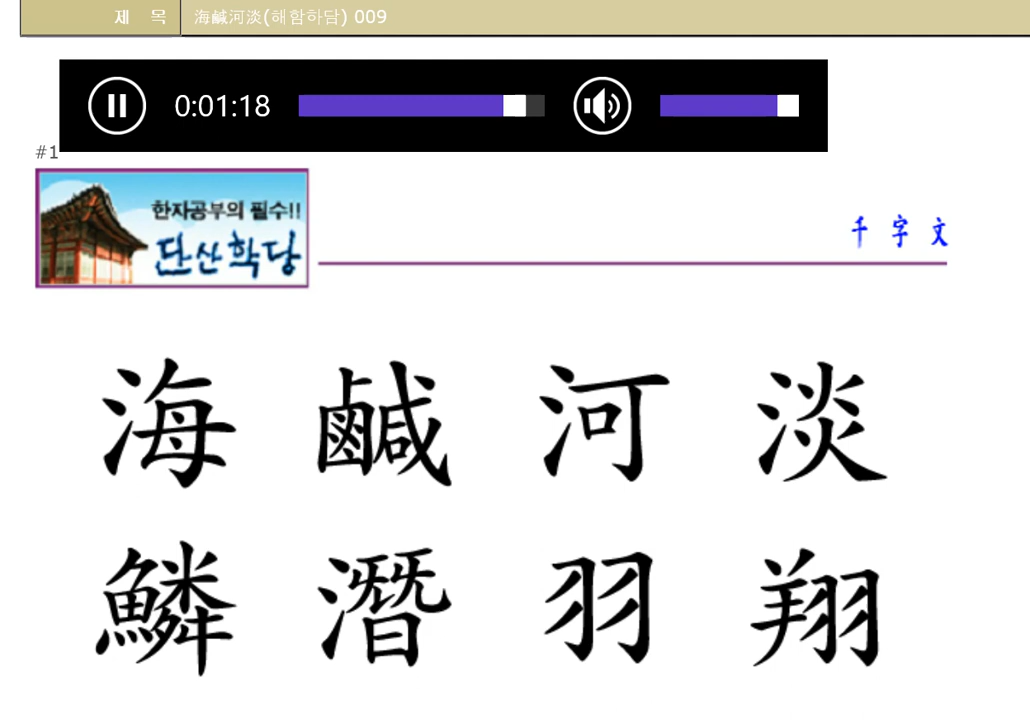 제 목 海鹹河淡(해함하담) 009
0:01:18
#1
한자공부의 필수!!
단산학당
千字文
海鹹河淡
鱗潛羽翔